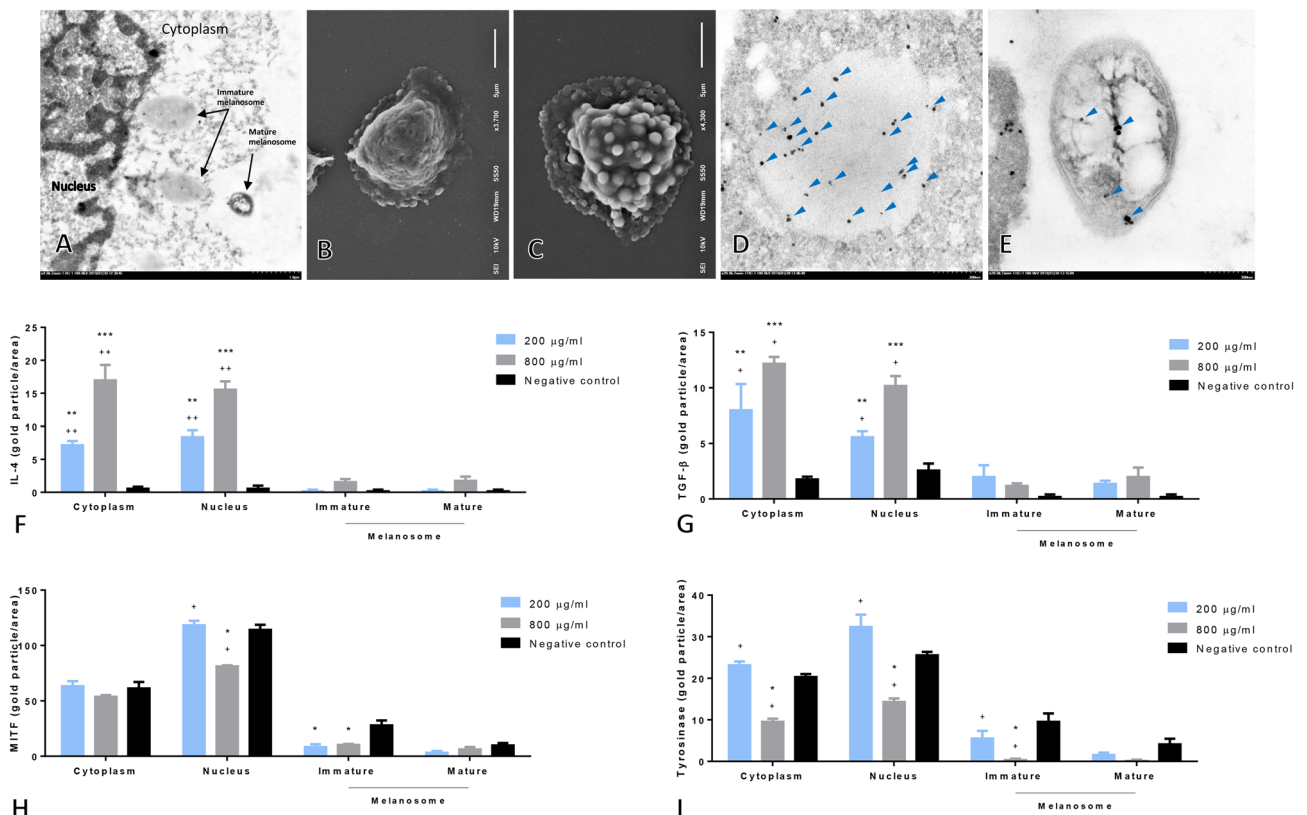 Cytoplasm
Immature
melanosome
Mature
melanosome
Nucleus
A
1.0µm
B
SEI 10kV WD19mm SS50 x3,700 5µm
C
SEI 10kV WD19mm SS50 x4,300 5µm
D
200nm
E
200nm
25
20
15
10
5
0
IL-4 (gold particle/area)
***
++
**
++
***
++
**
++
200 µg/ml
800 µg/ml
Negative control
Cytoplasm Nucleus Immature Mature
Melanosome
F
15
10
5
0
TGF-β (gold particle/area)
***
+
**
+
***
+
**
+
200 µg/ml
800 µg/ml
Negative control
Cytoplasm Nucleus Immature Mature
Melanosome
G
150
100
50
0
MITF (gold particle/area)
+
*
+
*
*
200 µg/ml
800 µg/ml
Negative control
Cytoplasm Nucleus Immature Mature
Melanosome
H
40
30
20
10
0
Tyrosinase (gold particle/area)
+
*
+
+
*
+
+
*
+
200 µg/ml
800 µg/ml
Negative control
Cytoplasm Nucleus Immature Mature
Melanosome
I